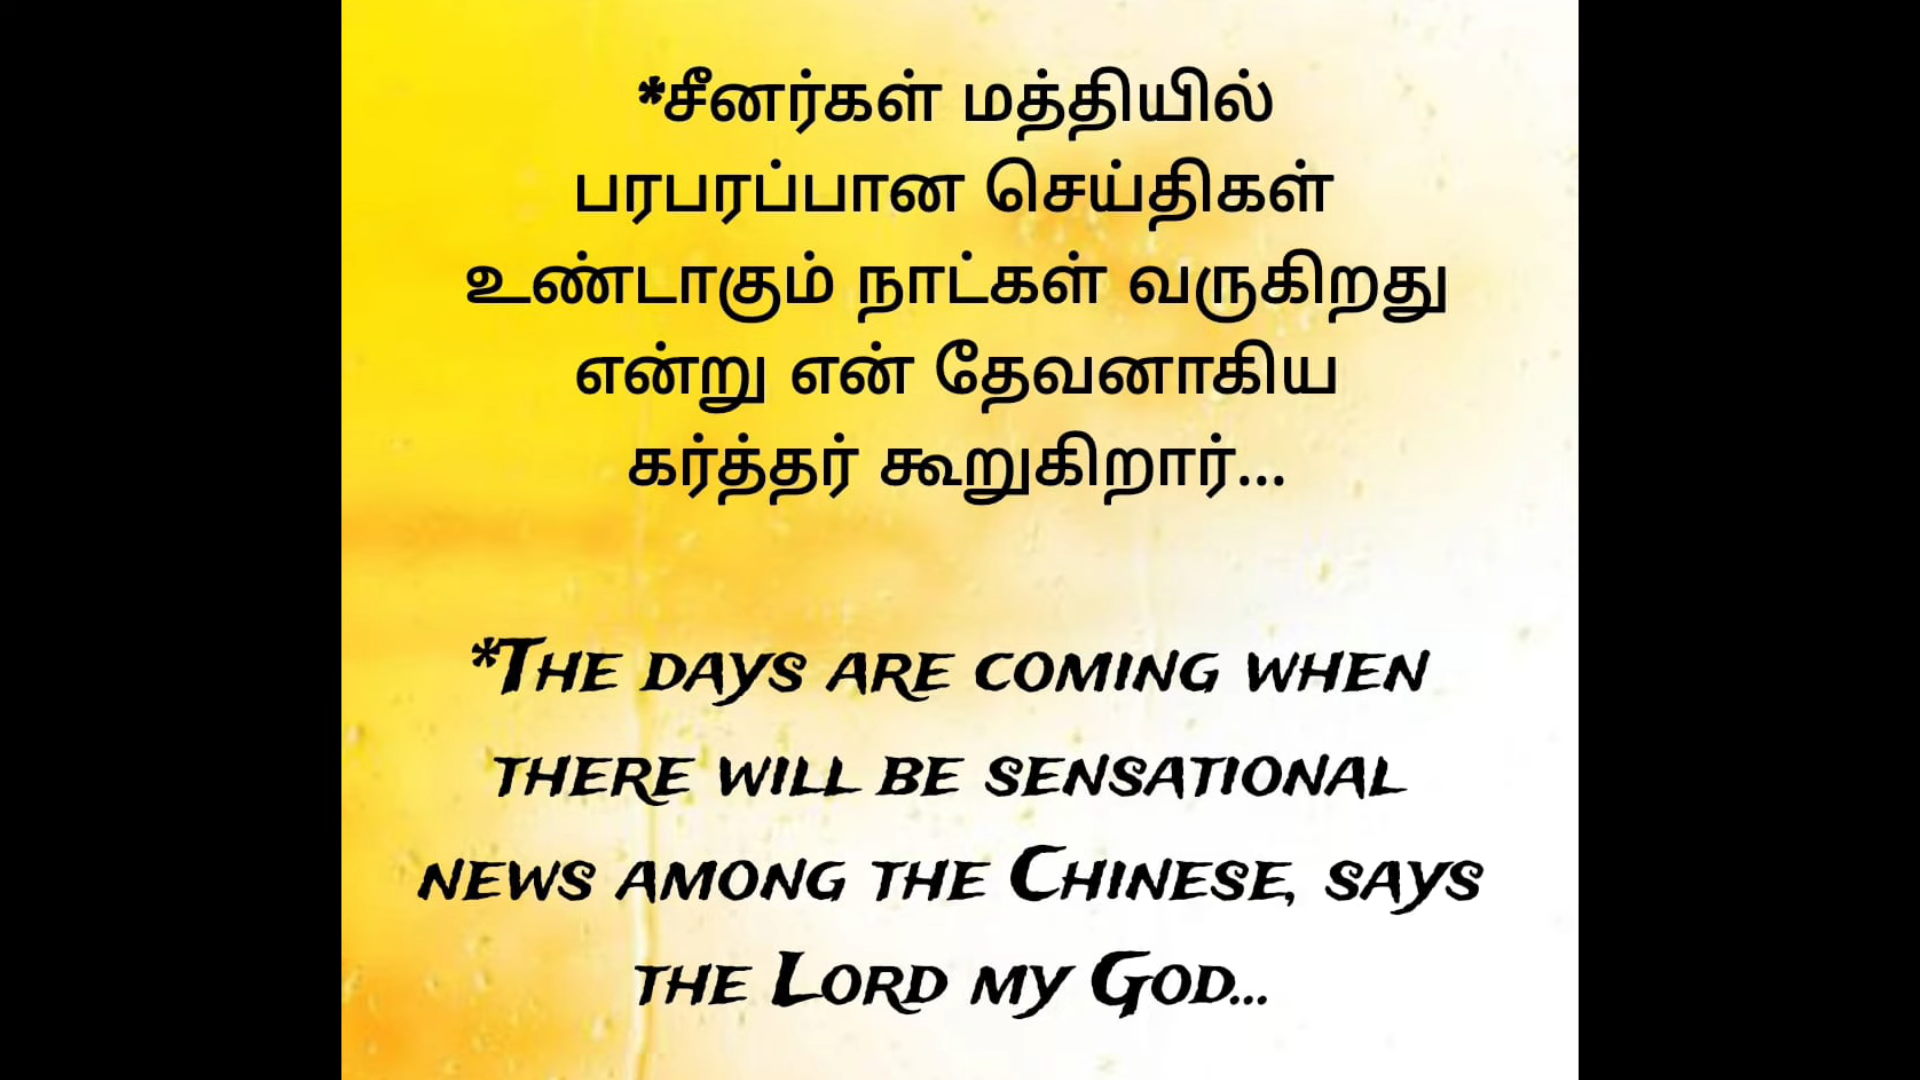 *சீனர்கள் மத்தியில்
பரபரப்பான செய்திகள்
உண்டாகும் நாட்கள் வருகிறது
என்று என் தேவனாகிய
கர்த்தர் கூறுகிறார்...
*The days are coming when
there will be sensational
news among the Chinese, says
the Lord my God...